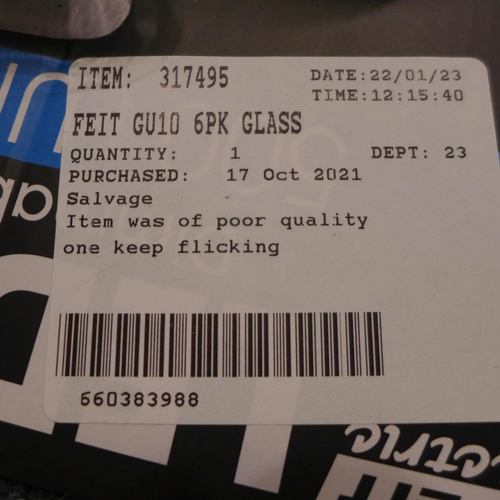 ITEM: 317495 DATE:22/01/23
TIME:12:15:40
FEIT GU10 6PK GLASS
QUANTITY: 1 DEPT: 23
PURCHASED: 17 Oct 2021
Salvage
Item was of poor quality
one keep flicking
660383988
ctric